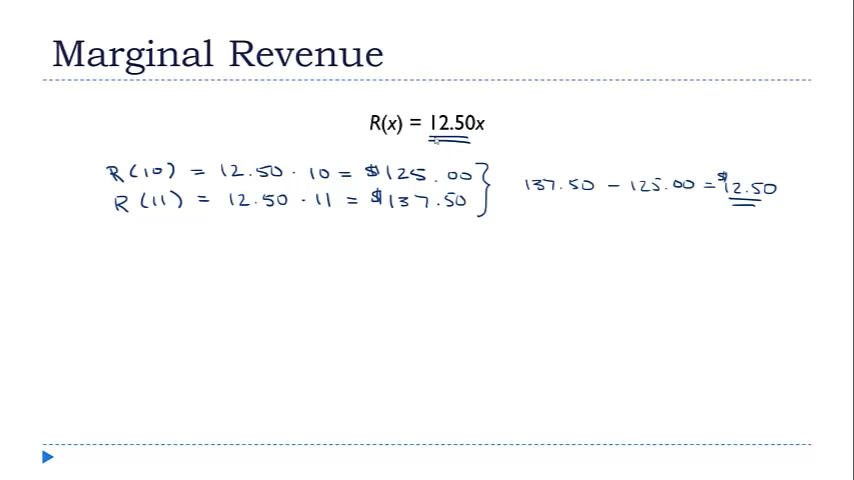 Marginal Revenue
R(x) = 12.50x
R(10) = 12.50 · 10 = $125.00
R(11) = 12.50 · 11 = $137.50
137.50 − 125.00 = $12.50